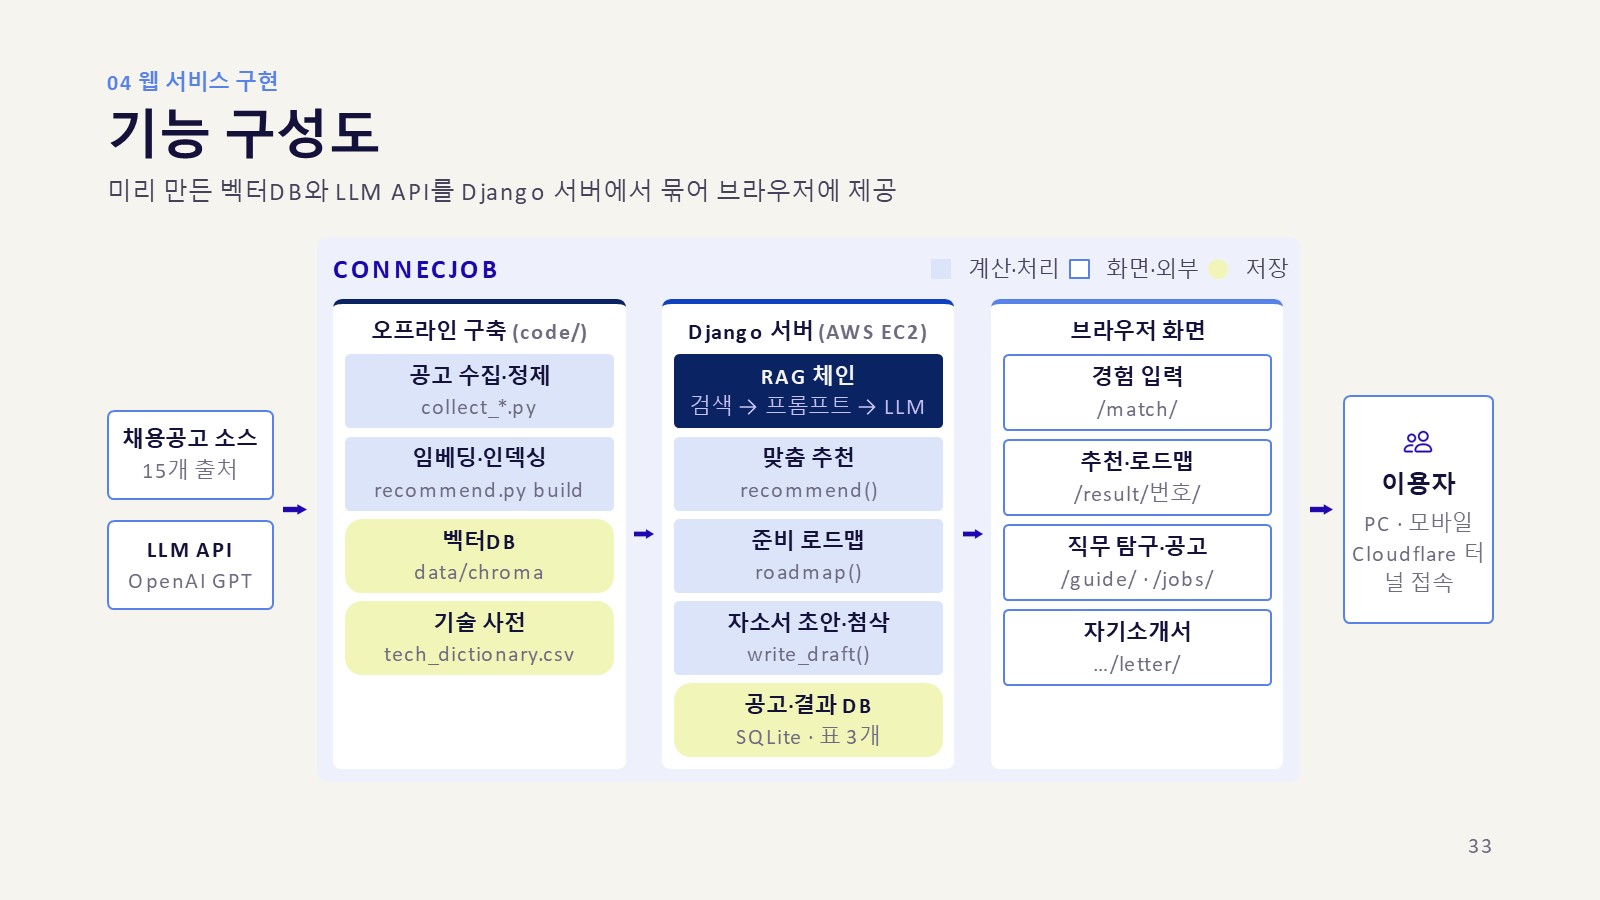 04 웹 서비스 구현
기능 구성도
미리 만든 벡터DB와 LLM API를 Django 서버에서 묶어 브라우저에 제공
CONNECJOB
계산·처리 화면·외부 저장
채용공고 소스
15개 출처
LLM API
OpenAI GPT
오프라인 구축 (code/)
공고 수집·정제
collect_*.py
임베딩·인덱싱
recommend.py build
벡터DB
data/chroma
기술 사전
tech_dictionary.csv
Django 서버 (AWS EC2)
RAG 체인
검색 → 프롬프트 → LLM
맞춤 추천
recommend()
준비 로드맵
roadmap()
자소서 초안·첨삭
write_draft()
공고·결과 DB
SQLite · 표 3개
브라우저 화면
경험 입력
/match/
추천·로드맵
/result/번호/
직무 탐구·공고
/guide/ · /jobs/
자기소개서
…/letter/
이용자
PC · 모바일
Cloudflare 터
널 접속
33